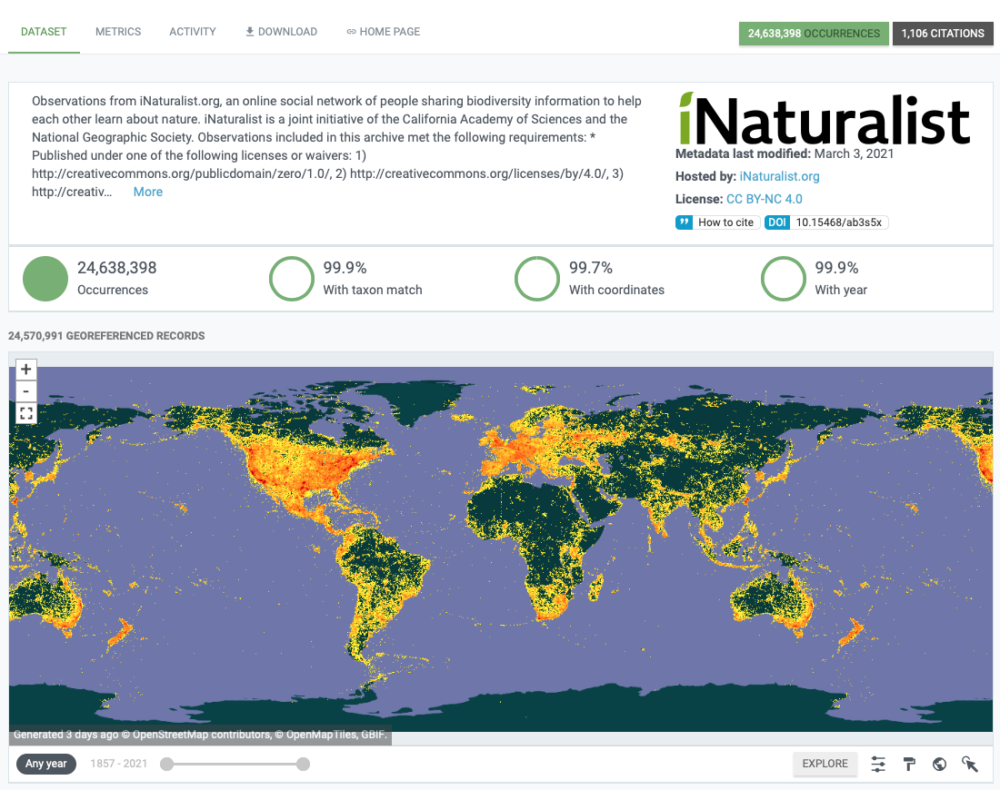 DATASET METRICS ACTIVITY DOWNLOAD HOME PAGE 24,638,398 OCCURRENCES 1,106 CITATIONS
Observations from iNaturalist.org, an online social network of people sharing biodiversity information to help
each other learn about nature. iNaturalist is a joint initiative of the California Academy of Sciences and the
National Geographic Society. Observations included in this archive met the following requirements: *
Published under one of the following licenses or waivers: 1)
http://creativecommons.org/publicdomain/zero/1.0/, 2) http://creativecommons.org/licenses/by/4.0/, 3)
http://creativ… More
iNaturalist
Metadata last modified: March 3, 2021
Hosted by: iNaturalist.org
License: CC BY-NC 4.0
How to cite DOI 10.15468/ab3s5x
24,638,398 99.9% 99.7% 99.9%
Occurrences With taxon match With coordinates With year
24,570,991 GEOREFERENCED RECORDS
+
-
Generated 3 days ago © OpenStreetMap contributors, © OpenMapTiles, GBIF.
Any year 1857 - 2021 EXPLORE